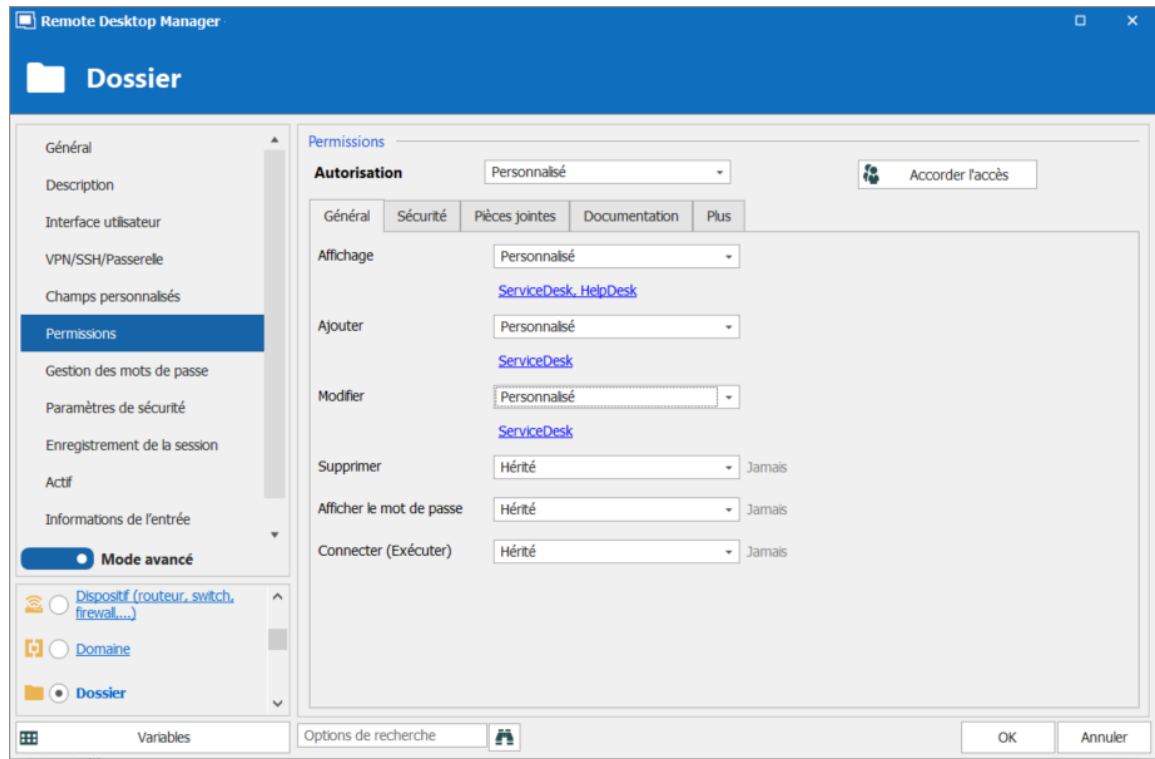 Remote Desktop Manager
Dossier
Général
Description
Interface utilisateur
VPN/SSH/Passerelle
Champs personnalisés
Permissions
Gestion des mots de passe
Paramètres de sécurité
Enregistrement de la session
Actif
Informations de l'entrée
Mode avancé
Dispositif (routeur, switch,
firewall,...)
Domaine
Dossier
Variables
Permissions
Autorisation Personnalisé Accorder l'accès
Général Sécurité Pièces jointes Documentation Plus
Affichage Personnalisé
ServiceDesk, HelpDesk
Ajouter Personnalisé
ServiceDesk
Modifier Personnalisé
ServiceDesk
Supprimer Hérité Jamais
Afficher le mot de passe Hérité Jamais
Connecter (Exécuter) Hérité Jamais
Options de recherche OK Annuler